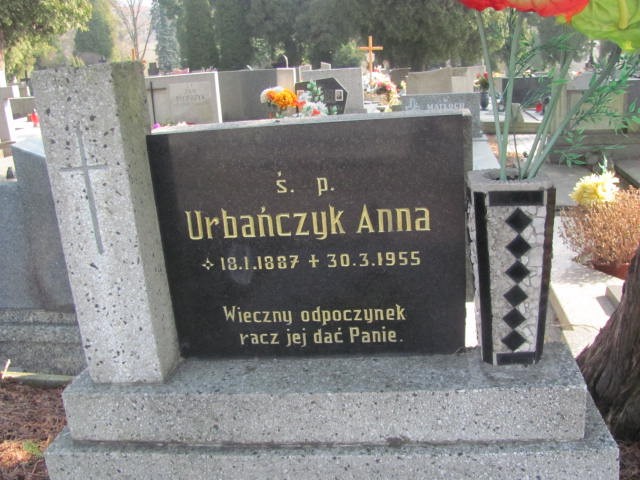 ś. p.
Urbańczyk Anna
✧ 18.1.1887 + 30.3.1955
Wieczny odpoczynek
racz jej dać Panie.